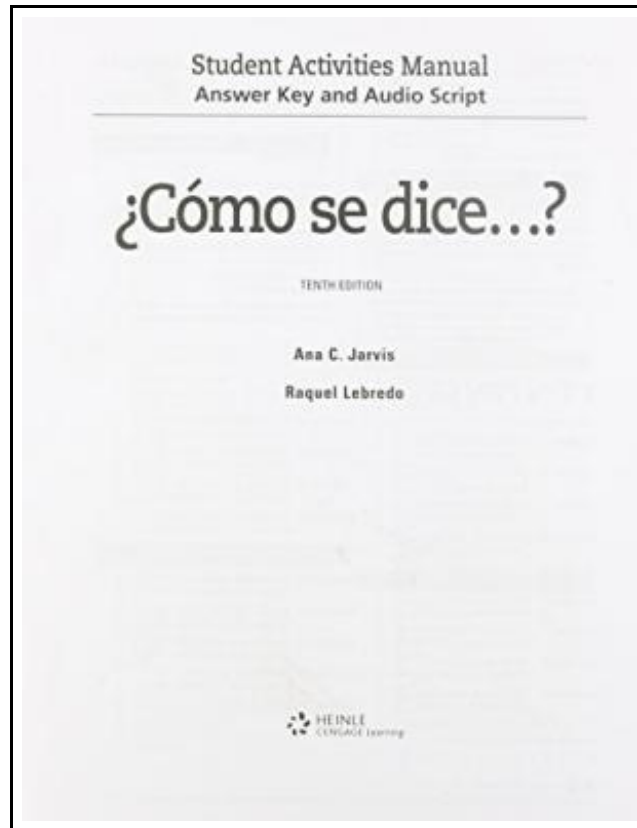 Student Activities Manual
Answer Key and Audio Script
¿Cómo se dice...?
TENTH EDITION
Ana C. Jarvis
Raquel Lebredo
HEINLE
CENGAGE Learning